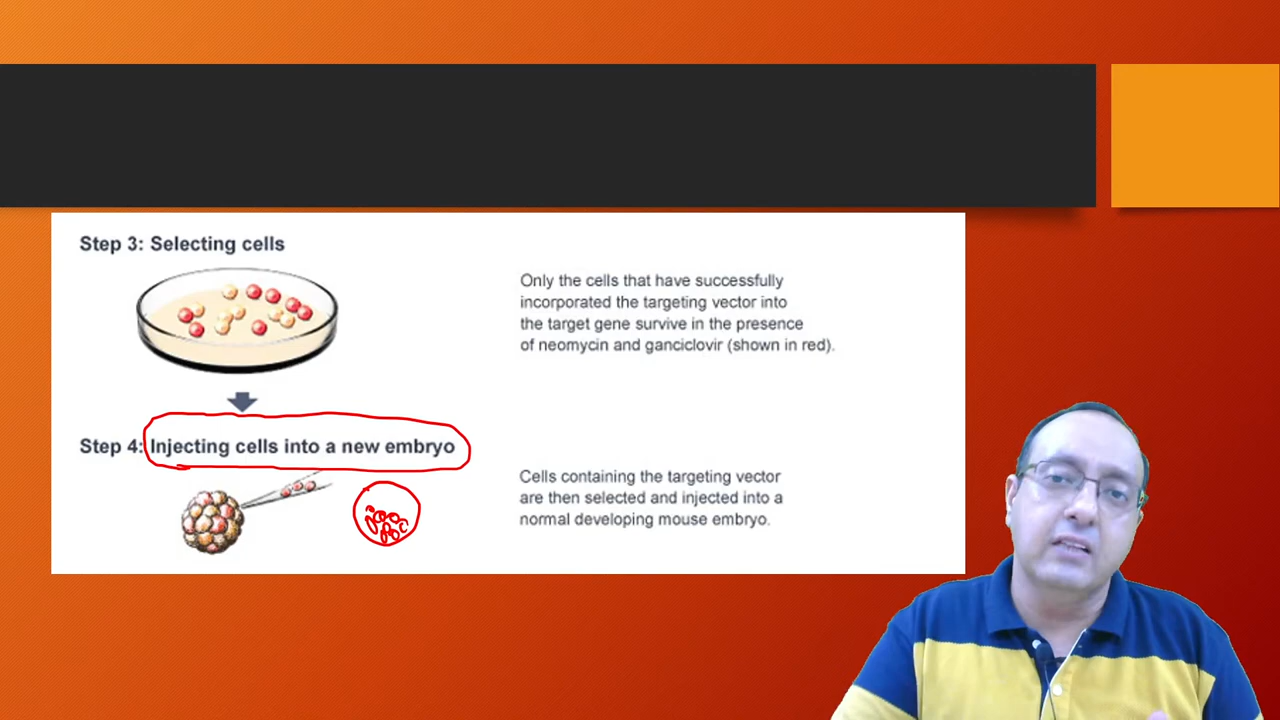 Step 3: Selecting cells
Only the cells that have successfully
incorporated the targeting vector into
the target gene survive in the presence
of neomycin and ganciclovir (shown in red).
Step 4: Injecting cells into a new embryo
Cells containing the targeting vector
are then selected and injected into a
normal developing mouse embryo.